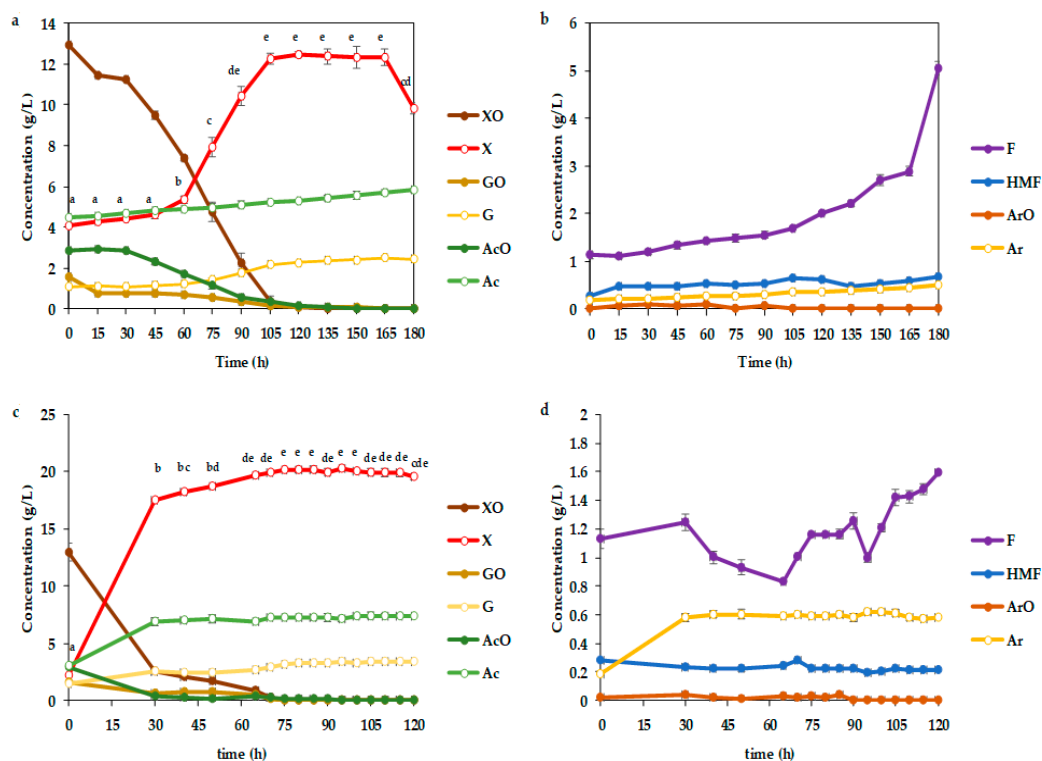 a
Concentration (g/L)
14
12
10
8
6
4
2
0
a a a a b c de e e e e e cd
0 15 30 45 60 75 90 105 120 135 150 165 180
Time (h)
XO
X
GO
G
AcO
Ac
b
Concentration (g/L)
6
5
4
3
2
1
0
0 15 30 45 60 75 90 105 120 135 150 165 180
Time (h)
F
HMF
ArO
Ar
c
Concentration (g/L)
25
20
15
10
5
0
a b bc bd de de e e e de e e de de de cde
0 15 30 45 60 75 90 105 120
time (h)
XO
X
GO
G
AcO
Ac
d
Concentration (g/L)
2
1.8
1.6
1.4
1.2
1
0.8
0.6
0.4
0.2
0
0 15 30 45 60 75 90 105 120
time (h)
F
HMF
ArO
Ar